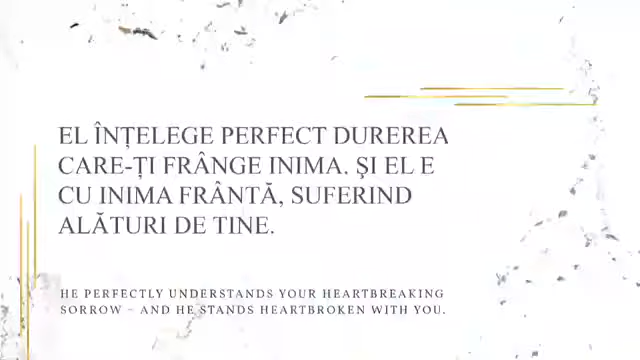 EL ÎNȚELEGE PERFECT DUREREA
CARE-ȚI FRÂNGE INIMA. ŞI EL E
CU INIMA FRÂNTĂ, SUFERIND
ALĂTURI DE TINE.
HE PERFECTLY UNDERSTANDS YOUR HEARTBREAKING
SORROW – AND HE STANDS HEARTBROKEN WITH YOU.